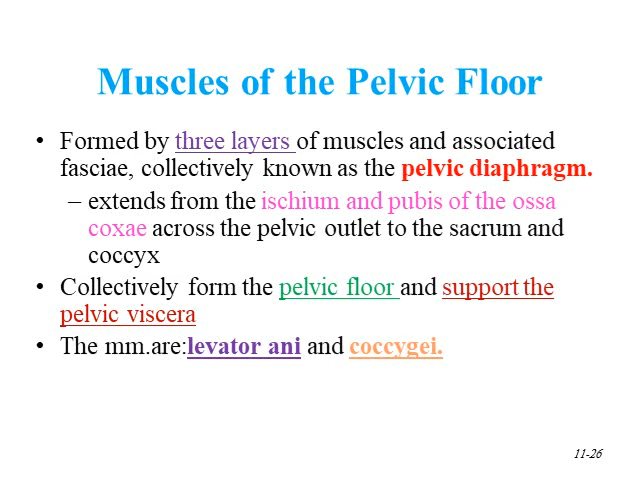 Muscles of the Pelvic Floor
• Formed by three layers of muscles and associated
fasciae, collectively known as the pelvic diaphragm.
– extends from the ischium and pubis of the ossa
coxae across the pelvic outlet to the sacrum and
coccyx
• Collectively form the pelvic floor and support the
pelvic viscera
• The mm.are:levator ani and coccygei.
11-26